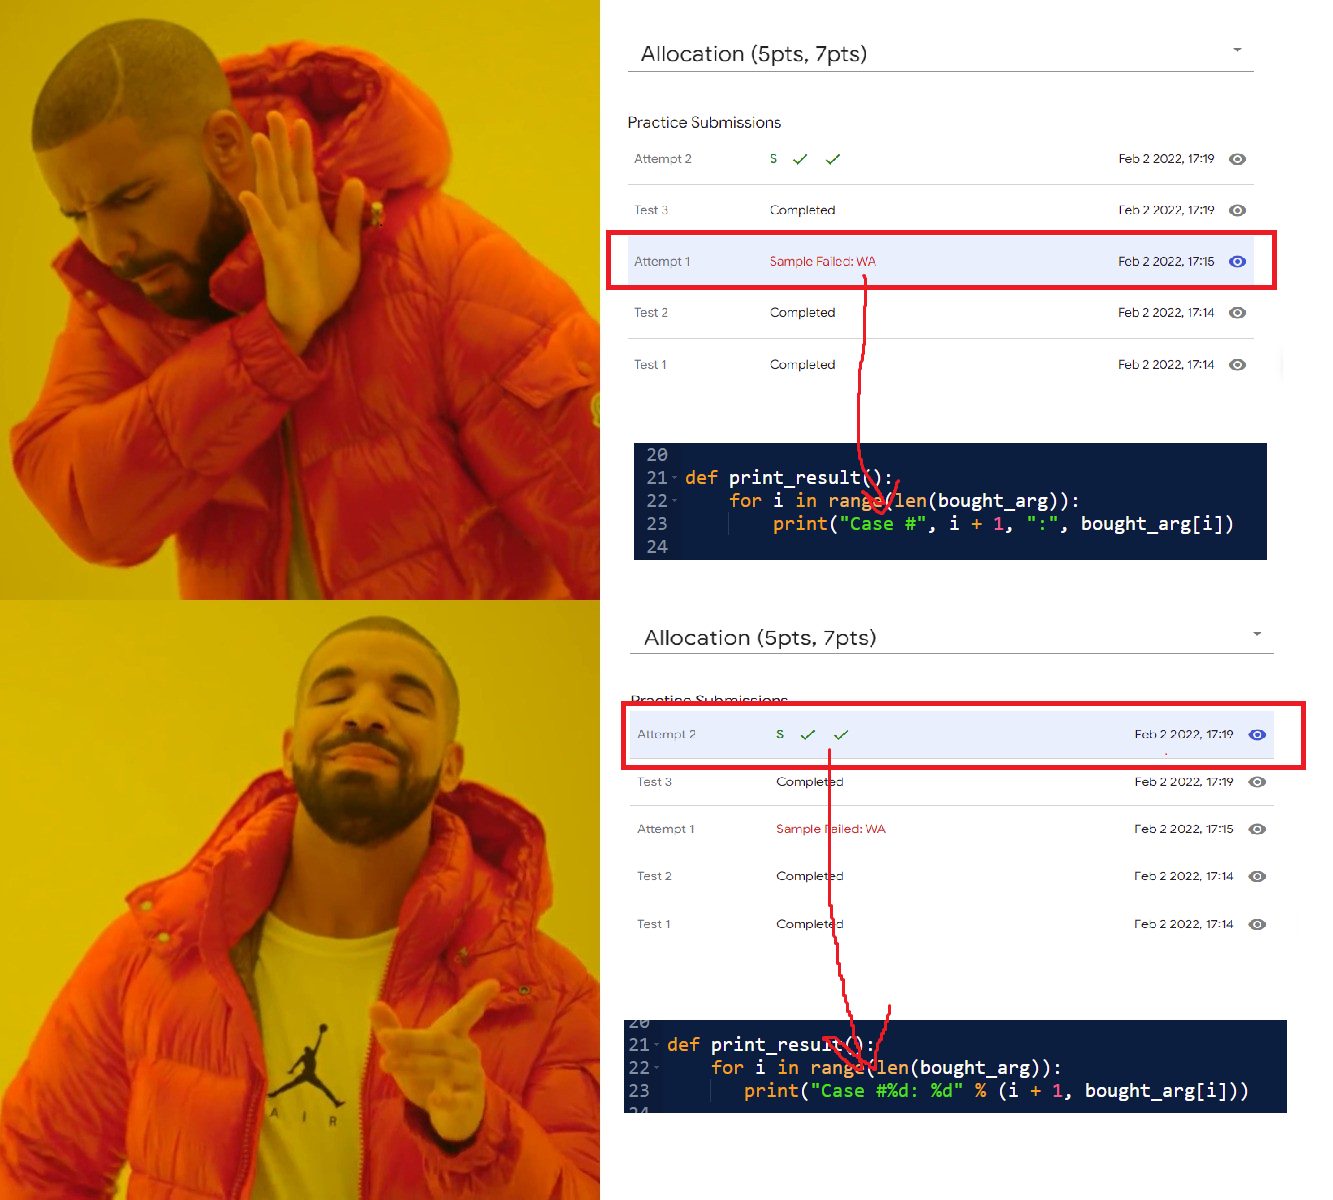 Allocation (5pts, 7pts)
Practice Submissions
Attempt 2 S Feb 2 2022, 17:19
Test 3 Completed Feb 2 2022, 17:19
Attempt 1 Sample Failed: WA Feb 2 2022, 17:15
Test 2 Completed Feb 2 2022, 17:14
Test 1 Completed Feb 2 2022, 17:14
20
21 def print_result():
22 for i in range(len(bought_arg)):
23 print("Case #", i + 1, ":", bought_arg[i])
24
Allocation (5pts, 7pts)
Practice Submissions
Attempt 2 S Feb 2 2022, 17:19
Test 3 Completed Feb 2 2022, 17:19
Attempt 1 Sample Failed: WA Feb 2 2022, 17:15
Test 2 Completed Feb 2 2022, 17:14
Test 1 Completed Feb 2 2022, 17:14
20
21 def print_result():
22 for i in range(len(bought_arg)):
23 print("Case #%d: %d" % (i + 1, bought_arg[i]))
24
AIR